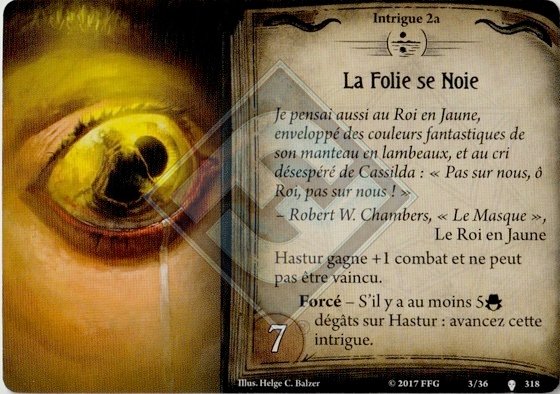 Intrigue 2a
La Folie se Noie
Je pensai aussi au Roi en Jaune,
enveloppé des couleurs fantastiques de
son manteau en lambeaux, et au cri
désespéré de Cassilda : « Pas sur nous, ô
Roi, pas sur nous ! »
– Robert W. Chambers, « Le Masque »,
Le Roi en Jaune
Hastur gagne +1 combat et ne peut
pas être vaincu.
Forcé – S'il y a au moins 5
dégâts sur Hastur : avancez cette
intrigue.
7
Illus. Helge C. Balzer © 2017 FFG 3/36 318